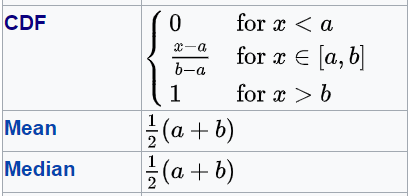 CDF
0 for x < a
x−a/b−a for x ∈ [a, b]
1 for x > b
Mean 1/2(a + b)
Median 1/2(a + b)